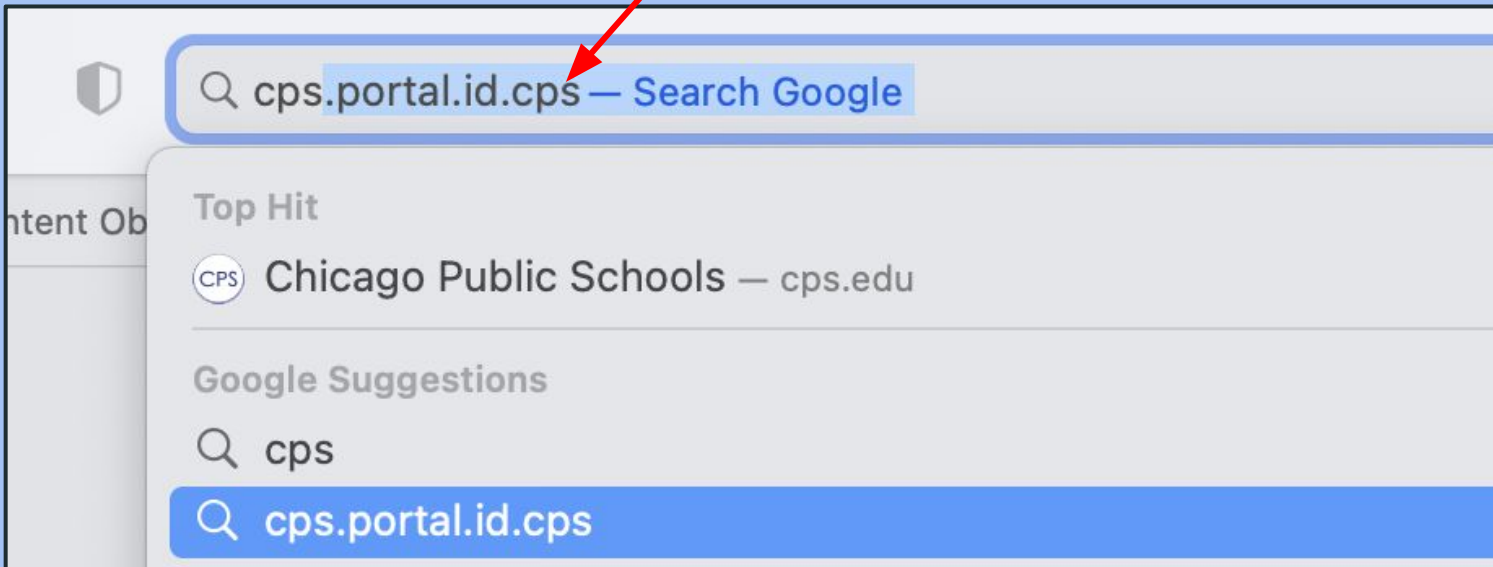 cps.portal.id.cps — Search Google
Top Hit
ntent Ob
CPS Chicago Public Schools — cps.edu
Google Suggestions
cps
cps.portal.id.cps